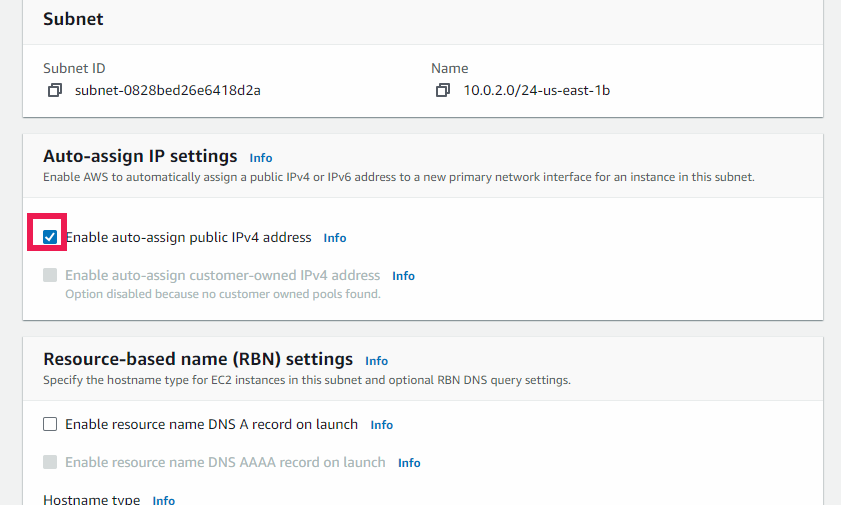 Subnet
Subnet ID
subnet-0828bed26e6418d2a
Name
10.0.2.0/24-us-east-1b
Auto-assign IP settings Info
Enable AWS to automatically assign a public IPv4 or IPv6 address to a new primary network interface for an instance in this subnet.
Enable auto-assign public IPv4 address Info
Enable auto-assign customer-owned IPv4 address Info
Option disabled because no customer owned pools found.
Resource-based name (RBN) settings Info
Specify the hostname type for EC2 instances in this subnet and optional RBN DNS query settings.
Enable resource name DNS A record on launch Info
Enable resource name DNS AAAA record on launch Info
Hostname type Info